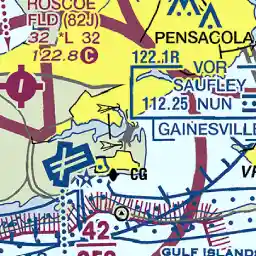 ROSCOE
FLD (82J)
32 *L 32
122.8 C
PENSACOLA
122.1R
VOR
SAUFLEY
112.25 NUN
GAINESVILLE
CG
42
GULF ISLANDS